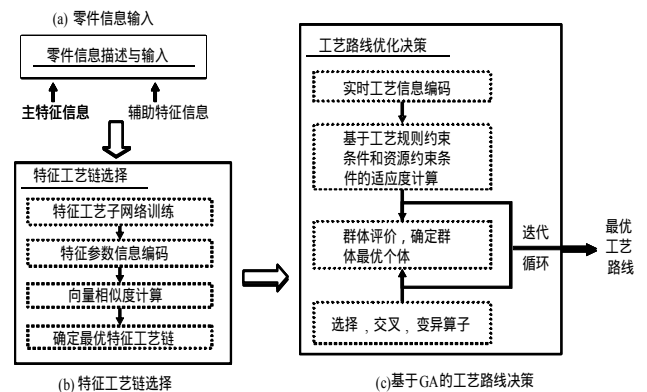 (a) 零件信息输入
零件信息描述与输入
主特征信息
辅助特征信息
特征工艺链选择
特征工艺子网络训练
特征参数信息编码
向量相似度计算
确定最优特征工艺链
(b) 特征工艺链选择
工艺路线优化决策
实时工艺信息编码
基于工艺规则约束
条件和资源约束条
件的适应度计算
群体评价，确定群
体最优个体
选择，交叉，变异算子
迭代
循环
最优
工艺
路线
(c)基于GA的工艺路线决策